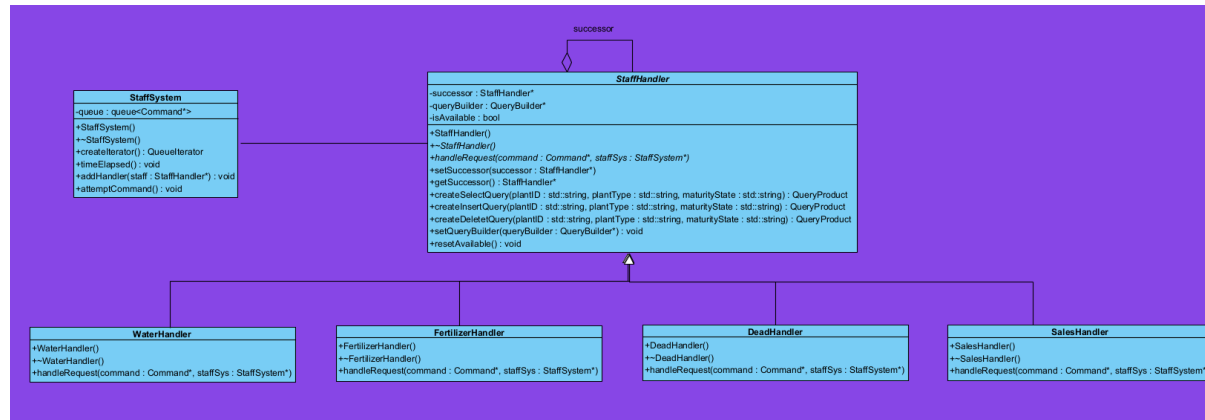 successor
StaffHandler
-successor : StaffHandler*
-queryBuilder : QueryBuilder*
-isAvailable : bool
+StaffHandler()
+~StaffHandler()
+handleRequest(command : Command*, staffSys : StaffSystem*)
+setSuccessor(successor : StaffHandler*)
+getSuccessor() : StaffHandler*
+createSelectQuery(plantID : std::string, plantType : std::string, maturityState : std::string) : QueryProduct
+createInsertQuery(plantID : std::string, plantType : std::string, maturityState : std::string) : QueryProduct
+createDeletetQuery(plantID : std::string, plantType : std::string, maturityState : std::string) : QueryProduct
+setQueryBuilder(queryBuilder : QueryBuilder*) : void
+resetAvailable() : void
StaffSystem
-queue : queue<Command*>
+StaffSystem()
+~StaffSystem()
+createIterator() : QueueIterator
+timeElapsed() : void
+addHandler(staff : StaffHandler*) : void
+attemptCommand() : void
WaterHandler
+WaterHandler()
+~WaterHandler()
+handleRequest(command : Command*, staffSys : StaffSystem*)
FertilizerHandler
+FertilizerHandler()
+~FertilizerHandler()
+handleRequest(command : Command*, staffSys : StaffSystem*)
DeadHandler
+DeadHandler()
+~DeadHandler()
+handleRequest(command : Command*, staffSys : StaffSystem*)
SalesHandler
+SalesHandler()
+~SalesHandler()
+handleRequest(command : Command*, staffSys : StaffSystem*